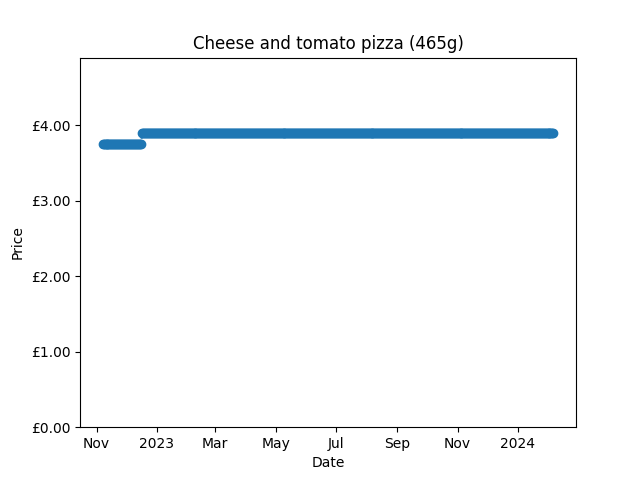 Cheese and tomato pizza (465g)
£4.00
£3.00
£2.00
£1.00
£0.00
Price
Nov 2023 Mar May Jul Sep Nov 2024
Date